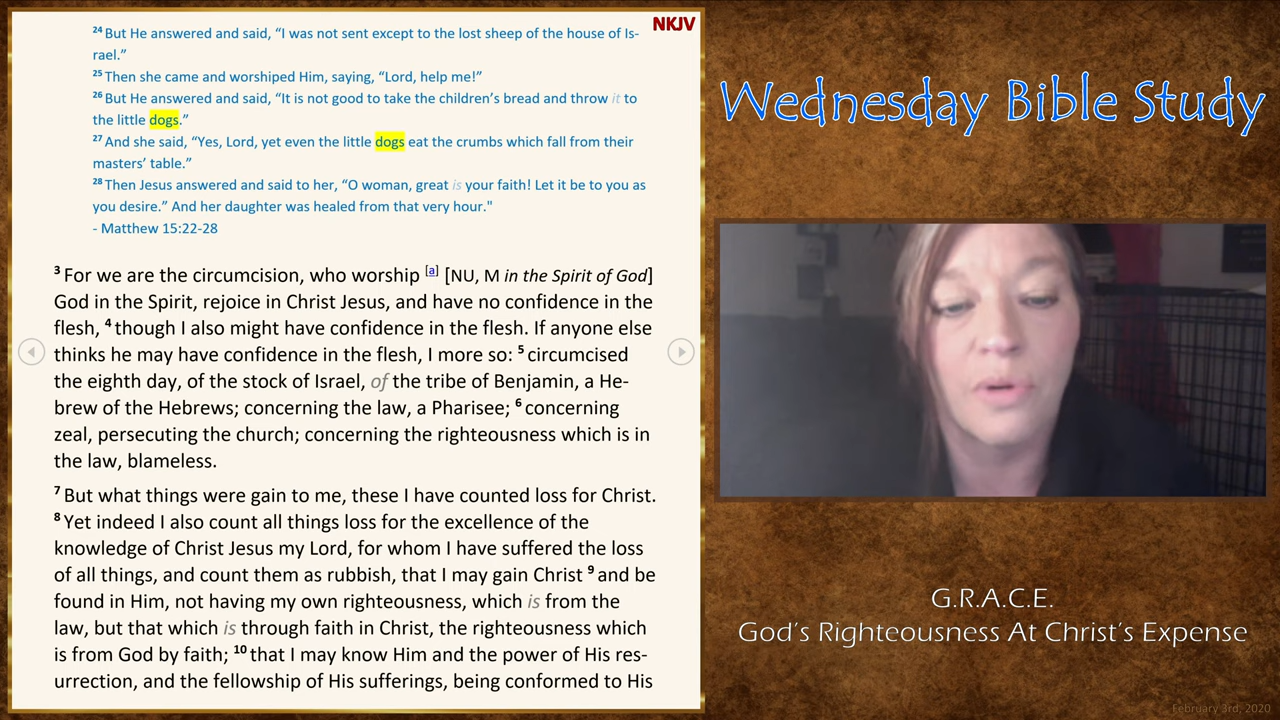 NKJV
24 But He answered and said, “I was not sent except to the lost sheep of the house of Is-
rael.”
25 Then she came and worshiped Him, saying, “Lord, help me!”
26 But He answered and said, “It is not good to take the children’s bread and throw it to
the little dogs.”
27 And she said, “Yes, Lord, yet even the little dogs eat the crumbs which fall from their
masters’ table.”
28 Then Jesus answered and said to her, “O woman, great is your faith! Let it be to you as
you desire.” And her daughter was healed from that very hour."
- Matthew 15:22-28
3 For we are the circumcision, who worship [a] [NU, M in the Spirit of God]
God in the Spirit, rejoice in Christ Jesus, and have no confidence in the
flesh, 4 though I also might have confidence in the flesh. If anyone else
thinks he may have confidence in the flesh, I more so: 5 circumcised
the eighth day, of the stock of Israel, of the tribe of Benjamin, a He-
brew of the Hebrews; concerning the law, a Pharisee; 6 concerning
zeal, persecuting the church; concerning the righteousness which is in
the law, blameless.
7 But what things were gain to me, these I have counted loss for Christ.
8 Yet indeed I also count all things loss for the excellence of the
knowledge of Christ Jesus my Lord, for whom I have suffered the loss
of all things, and count them as rubbish, that I may gain Christ 9 and be
found in Him, not having my own righteousness, which is from the
law, but that which is through faith in Christ, the righteousness which
is from God by faith; 10 that I may know Him and the power of His res-
urrection, and the fellowship of His sufferings, being conformed to His
Wednesday Bible Study
G.R.A.C.E.
God’s Righteousness At Christ’s Expense
February 3rd, 2020